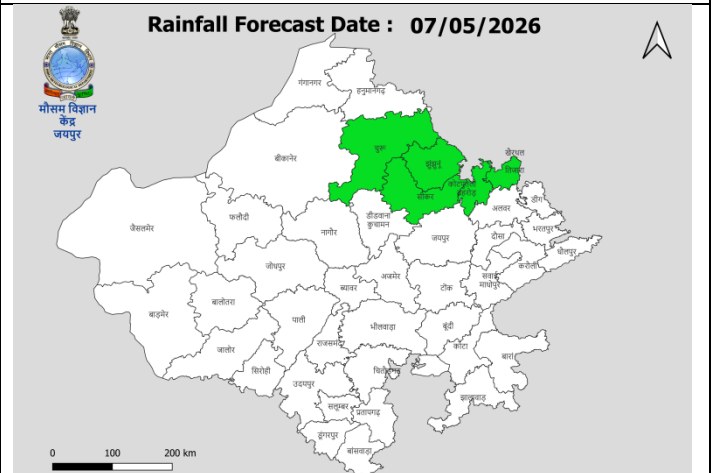 Rainfall Forecast Date : 07/05/2026
मौसम विज्ञान
केंद्र
जयपुर
गंगानगर
हनुमानगढ़
बीकानेर
चुरू
झुंझुनू
सीकर
कोटपूतली
बहरोड़
खैरथल
तिजारा
अलवर
डीग
भरतपुर
धौलपुर
करौली
दौसा
सवाई
माधोपुर
जयपुर
डीडवाना
कुचामन
नागौर
फलौदी
जैसलमेर
जोधपुर
बाड़मेर
बालोतरा
जालोर
सिरोही
पाली
ब्यावर
अजमेर
टोंक
भीलवाड़ा
बूंदी
कोटा
बारां
झालावाड़
चित्तौड़गढ़
राजसमंद
उदयपुर
सलूम्बर
प्रतापगढ़
डूंगरपुर
बांसवाड़ा
0 100 200 km